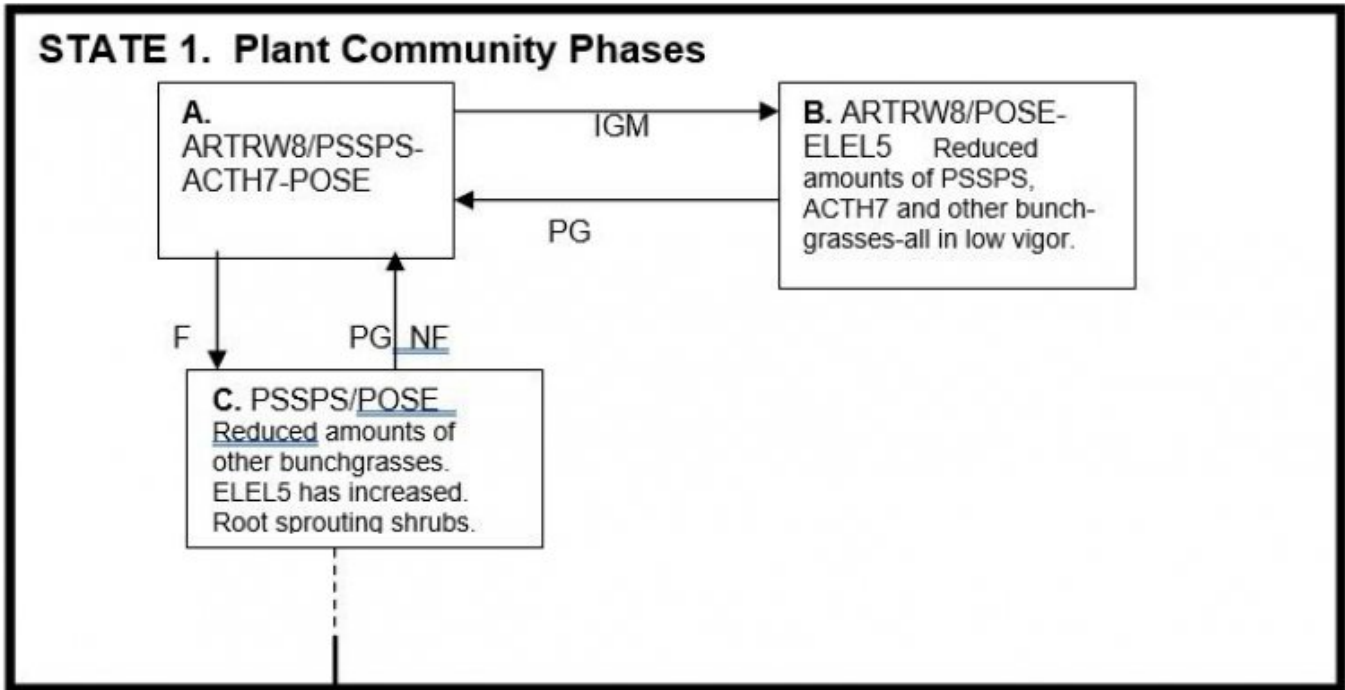 STATE 1. Plant Community Phases
A.
ARTRW8/PSSPS-
ACTH7-POSE
IGM
B. ARTRW8/POSE-
ELEL5 Reduced
amounts of PSSPS,
ACTH7 and other bunch-
grasses-all in low vigor.
PG
F
PG NF
C. PSSPS/POSE
Reduced amounts of
other bunchgrasses.
ELEL5 has increased.
Root sprouting shrubs.